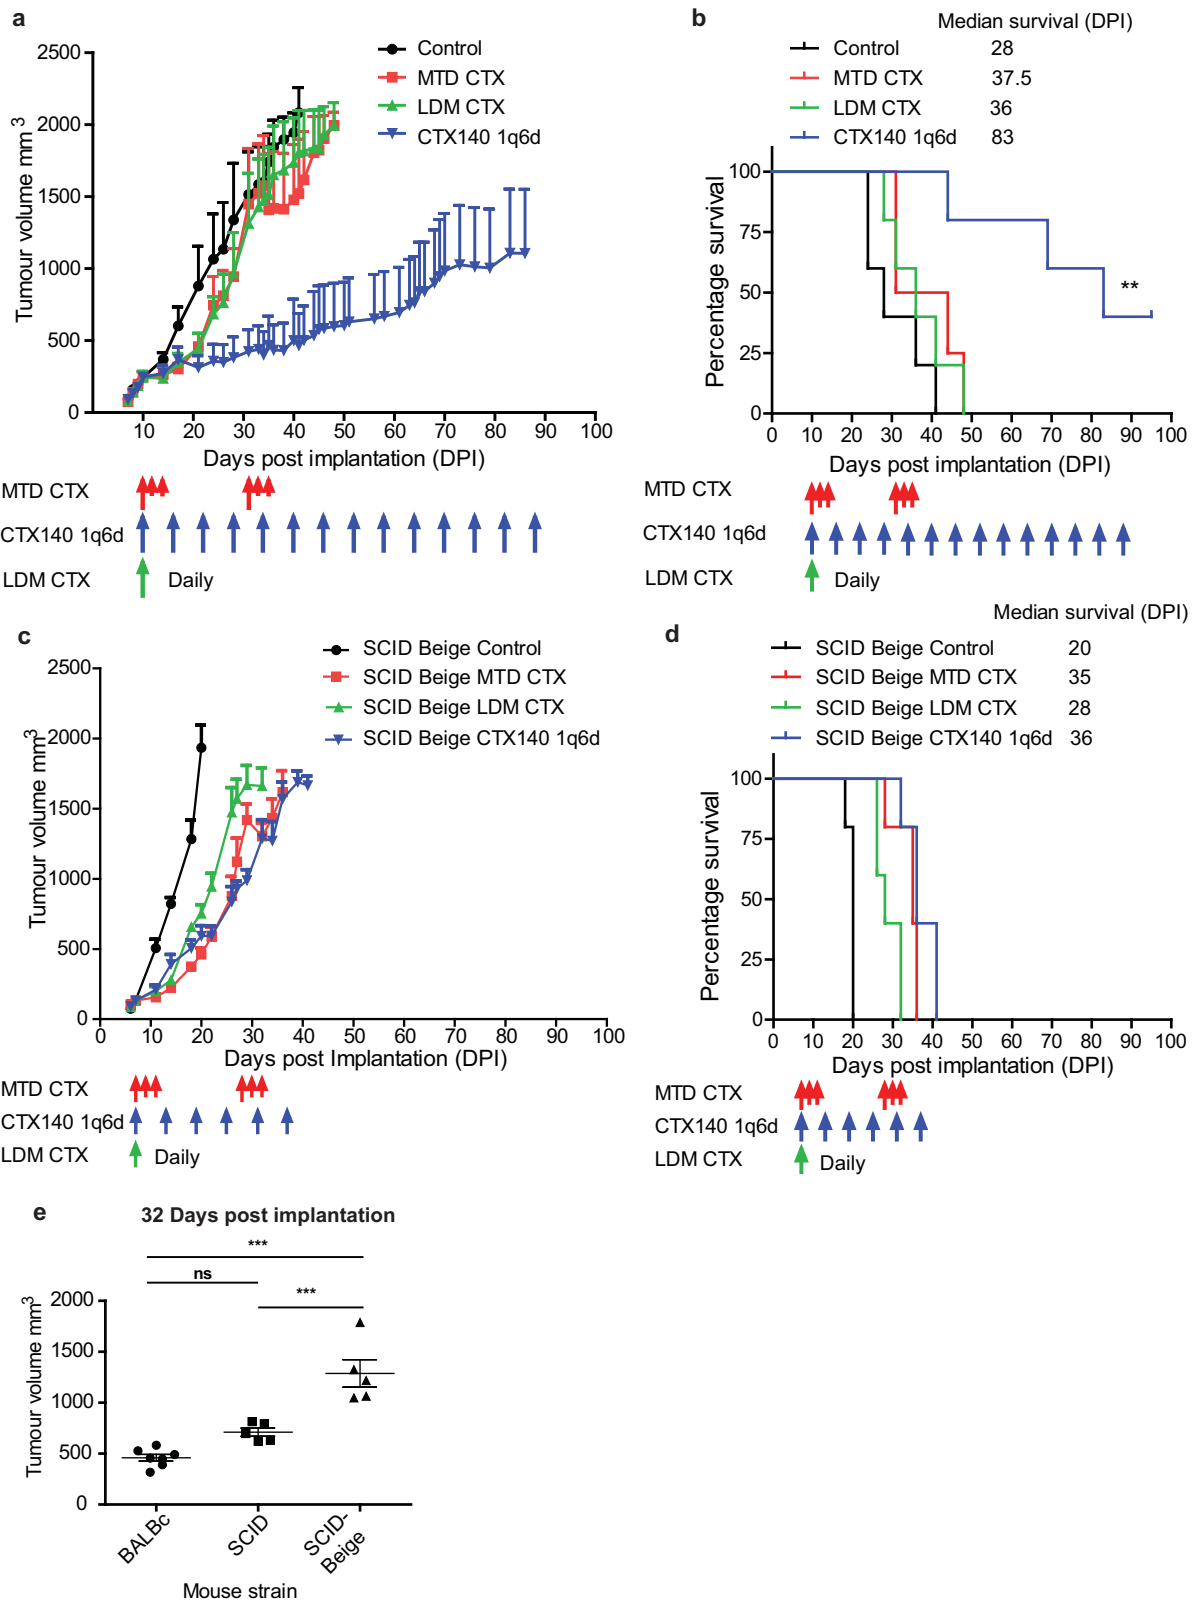 a
Tumour volume mm3
2500
2000
1500
1000
500
0
10 20 30 40 50 60 70 80 90 100
Days post implantation (DPI)
Control
MTD CTX
LDM CTX
CTX140 1q6d
MTD CTX
CTX140 1q6d
LDM CTX Daily
b
Median survival (DPI)
Control 28
MTD CTX 37.5
LDM CTX 36
CTX140 1q6d 83
Percentage survival
100
75
50
25
0
**
0 10 20 30 40 50 60 70 80 90 100
Days post implantation (DPI)
MTD CTX
CTX140 1q6d
LDM CTX Daily
c
SCID Beige Control
SCID Beige MTD CTX
SCID Beige LDM CTX
SCID Beige CTX140 1q6d
Tumour volume mm3
2500
2000
1500
1000
500
0
0 10 20 30 40 50 60 70 80 90 100
Days post Implantation (DPI)
MTD CTX
CTX140 1q6d
LDM CTX Daily
d
Median survival (DPI)
SCID Beige Control 20
SCID Beige MTD CTX 35
SCID Beige LDM CTX 28
SCID Beige CTX140 1q6d 36
Percentage survival
100
75
50
25
0
0 10 20 30 40 50 60 70 80 90 100
Days post implantation (DPI)
MTD CTX
CTX140 1q6d
LDM CTX Daily
e
32 Days post implantation
***
ns
***
Tumour volume mm3
2000
1500
1000
500
0
BALBc
SCID
SCID-
Beige
Mouse strain